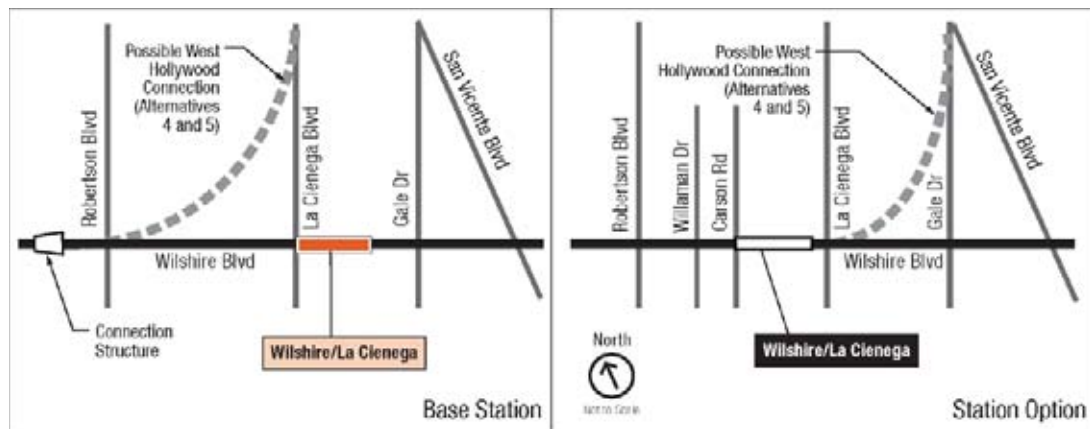 Possible West
Hollywood
Connection
(Alternatives
4 and 5)
Robertson Blvd
La Cienega Blvd
Gale Dr
San Vicente Blvd
Wilshire Blvd
Connection
Structure
Wilshire/La Cienega
Base Station
Possible West
Hollywood Connection
(Alternatives
4 and 5)
Robertson Blvd
Willaman Dr
Carson Rd
La Cienega Blvd
Gale Dr
San Vicente Blvd
Wilshire Blvd
North
Not to Scale
Wilshire/La Cienega
Station Option